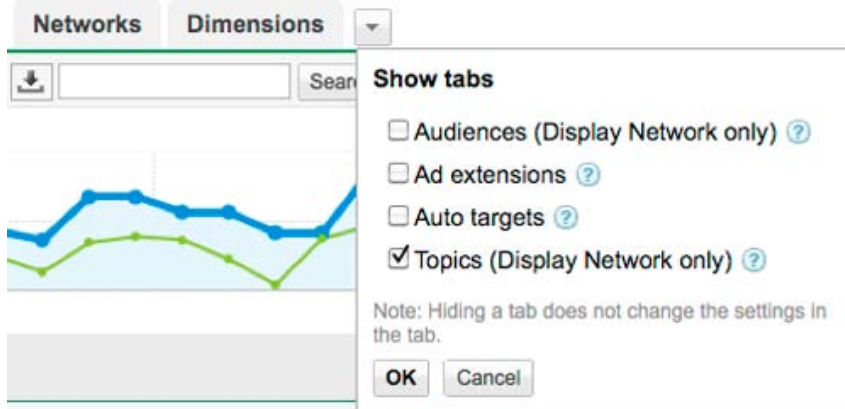 Networks
Dimensions
Sear
Show tabs
Audiences (Display Network only) ?
Ad extensions ?
Auto targets ?
Topics (Display Network only) ?
Note: Hiding a tab does not change the settings in
the tab.
OK
Cancel